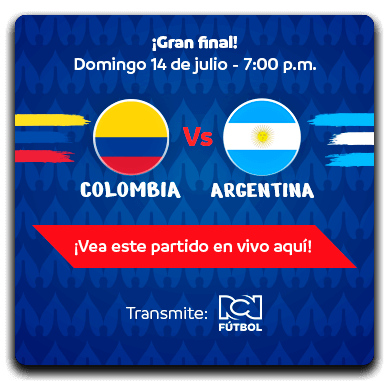 ¡Gran final!
Domingo 14 de julio - 7:00 p.m.
Vs
COLOMBIA
ARGENTINA
¡Vea este partido en vivo aquí!
Transmite: RCN
FÚTBOL